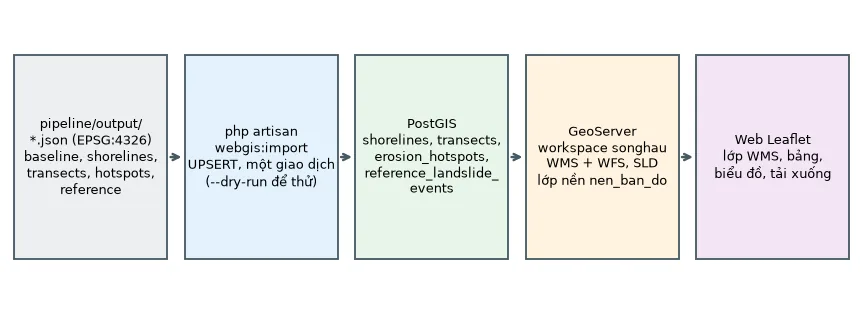 pipeline/output/
*.json (EPSG:4326)
baseline, shorelines,
transects, hotspots,
reference
php artisan
webgis:import
UPSERT, một giao dịch
(--dry-run để thử)
PostGIS
shorelines, transects,
erosion_hotspots,
reference_landslide_
events
GeoServer
workspace songhau
WMS + WFS, SLD
lớp nền nen_ban_do
Web Leaflet
lớp WMS, bảng,
biểu đồ, tải xuống